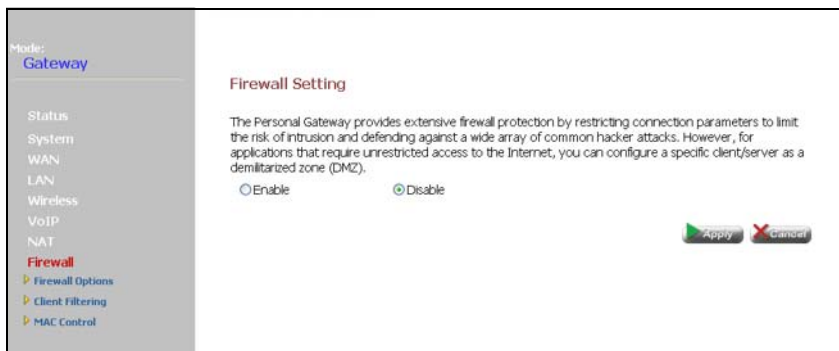 Mode:
Gateway
Status
System
WAN
LAN
Wireless
VoIP
NAT
Firewall
Firewall Options
Client Filtering
MAC Control
Firewall Setting
The Personal Gateway provides extensive firewall protection by restricting connection parameters to limit
the risk of intrusion and defending against a wide array of common hacker attacks. However, for
applications that require unrestricted access to the Internet, you can configure a specific client/server as a
demilitarized zone (DMZ).
Enable Disable
Apply Cancel